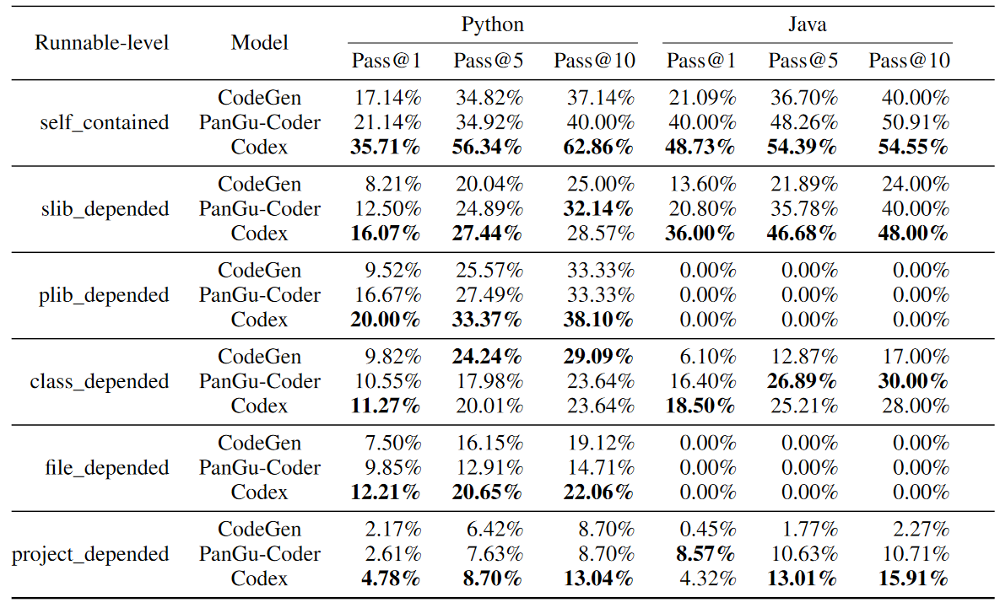 Runnable-level Model Python Java
Pass@1 Pass@5 Pass@10 Pass@1 Pass@5 Pass@10
CodeGen 17.14% 34.82% 37.14% 21.09% 36.70% 40.00%
self_contained PanGu-Coder 21.14% 34.92% 40.00% 40.00% 48.26% 50.91%
Codex 35.71% 56.34% 62.86% 48.73% 54.39% 54.55%
CodeGen 8.21% 20.04% 25.00% 13.60% 21.89% 24.00%
slib_depended PanGu-Coder 12.50% 24.89% 32.14% 20.80% 35.78% 40.00%
Codex 16.07% 27.44% 28.57% 36.00% 46.68% 48.00%
CodeGen 9.52% 25.57% 33.33% 0.00% 0.00% 0.00%
plib_depended PanGu-Coder 16.67% 27.49% 33.33% 0.00% 0.00% 0.00%
Codex 20.00% 33.37% 38.10% 0.00% 0.00% 0.00%
CodeGen 9.82% 24.24% 29.09% 6.10% 12.87% 17.00%
class_depended PanGu-Coder 10.55% 17.98% 23.64% 16.40% 26.89% 30.00%
Codex 11.27% 20.01% 23.64% 18.50% 25.21% 28.00%
CodeGen 7.50% 16.15% 19.12% 0.00% 0.00% 0.00%
file_depended PanGu-Coder 9.85% 12.91% 14.71% 0.00% 0.00% 0.00%
Codex 12.21% 20.65% 22.06% 0.00% 0.00% 0.00%
CodeGen 2.17% 6.42% 8.70% 0.45% 1.77% 2.27%
project_depended PanGu-Coder 2.61% 7.63% 8.70% 8.57% 10.63% 10.71%
Codex 4.78% 8.70% 13.04% 4.32% 13.01% 15.91%